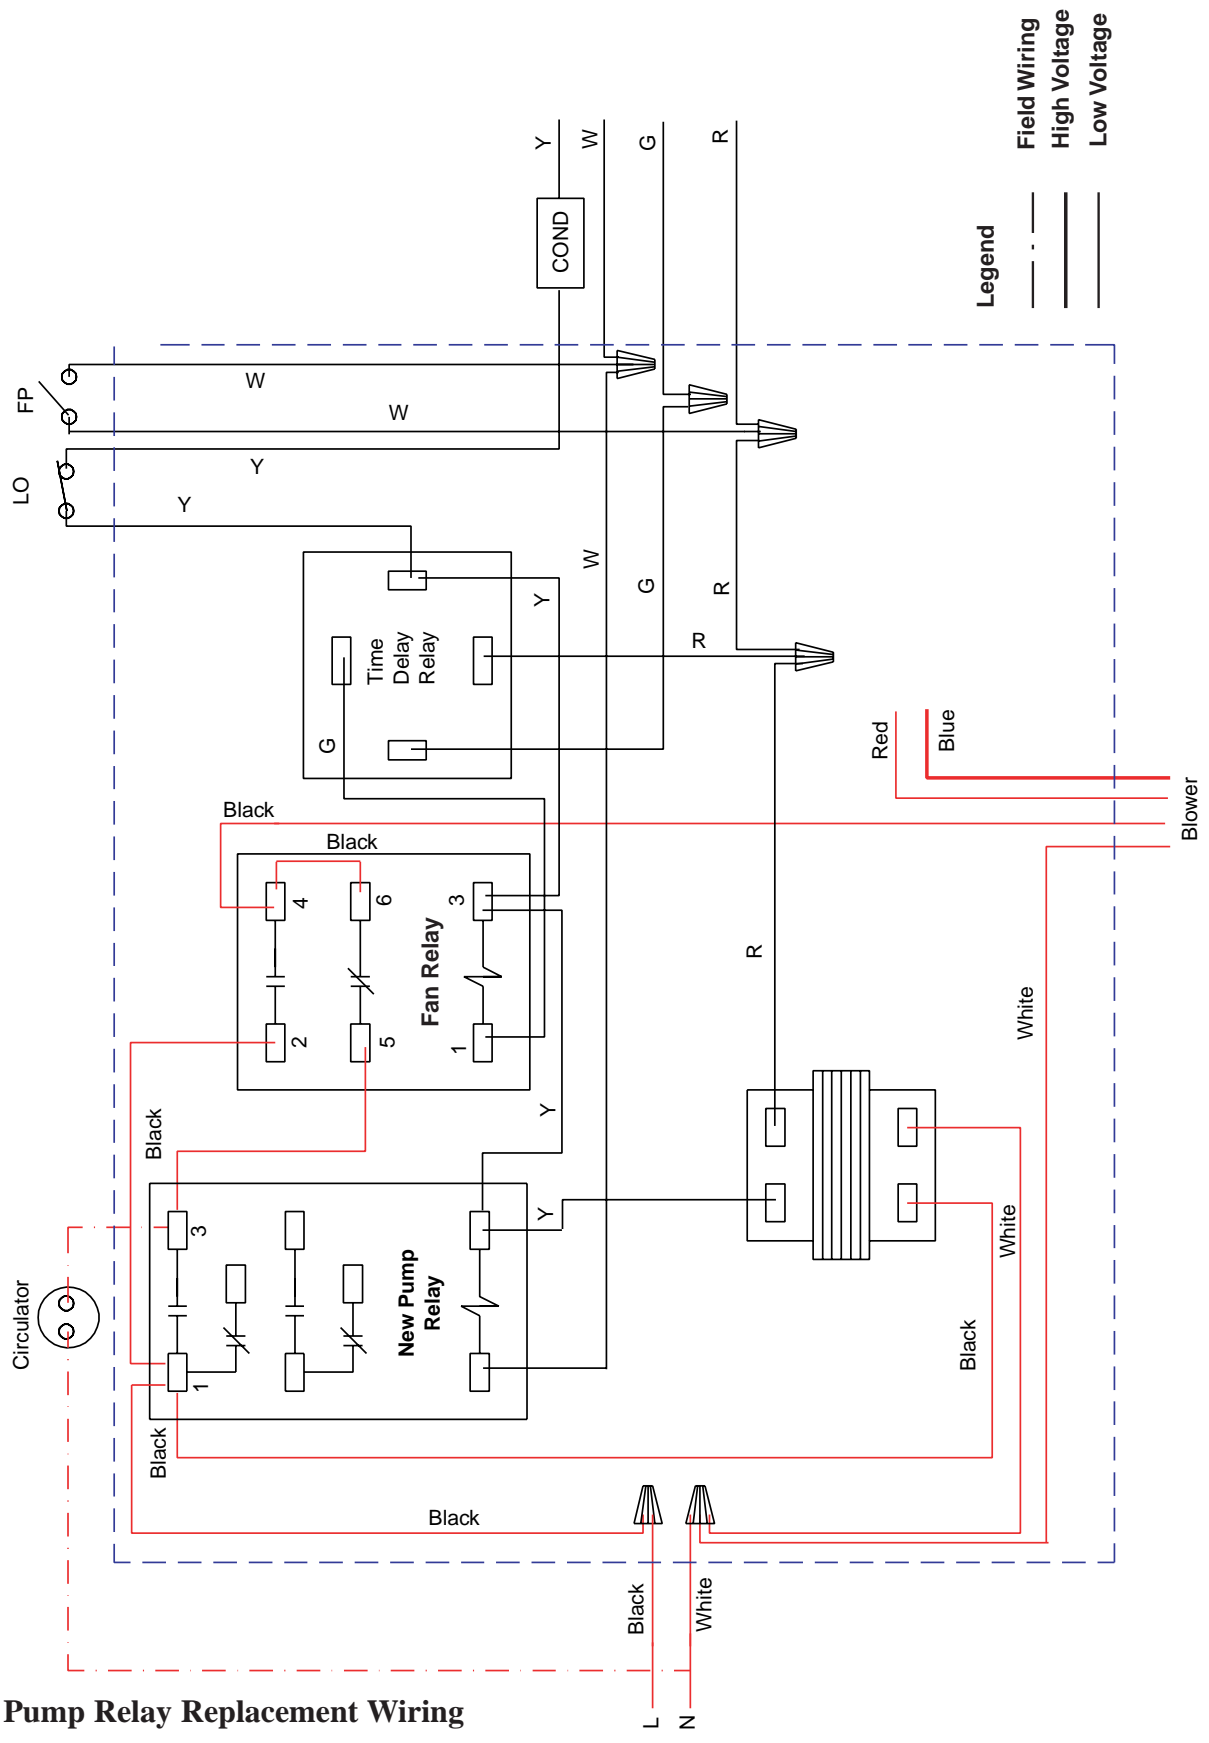 Circulator
LO
FP
Y
W
G
R
COND
W
W
Y
Y
Time
Delay
Relay
Y
W
G
R
R
G
Black
Black
4
6
3
2
5
1
Fan Relay
Red
Blue
Blower
R
White
Black
Y
3
1
New Pump
Relay
Y
White
Black
Black
Black
Black
White
L
N
Legend
Field Wiring
High Voltage
Low Voltage
Pump Relay Replacement Wiring